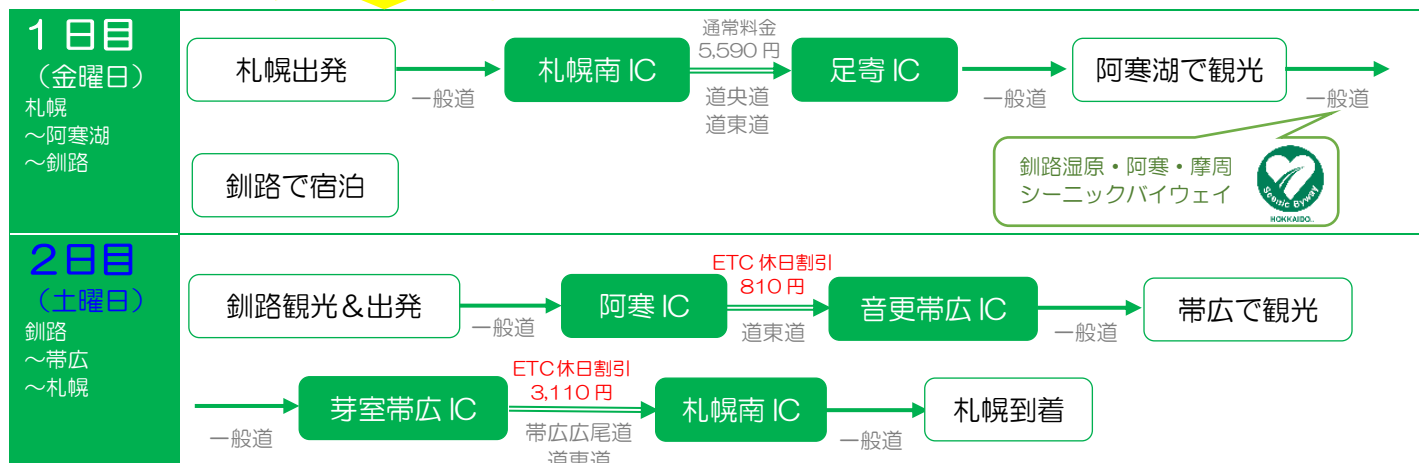 1日目
（金曜日）
札幌
～阿寒湖
～釧路
札幌出発
一般道
札幌南 IC
通常料金
5,590 円
道央道
道東道
足寄 IC
一般道
阿寒湖で観光
一般道
釧路湿原・阿寒・摩周
シーニックバイウェイ
Scenic Byway
HOKKAIDO
釧路で宿泊
2日目
（土曜日）
釧路
～帯広
～札幌
釧路観光＆出発
一般道
阿寒 IC
ETC 休日割引
810 円
道東道
音更帯広 IC
一般道
帯広で観光
一般道
芽室帯広 IC
ETC休日割引
3,110 円
帯広広尾道
道東道
札幌南 IC
一般道
札幌到着